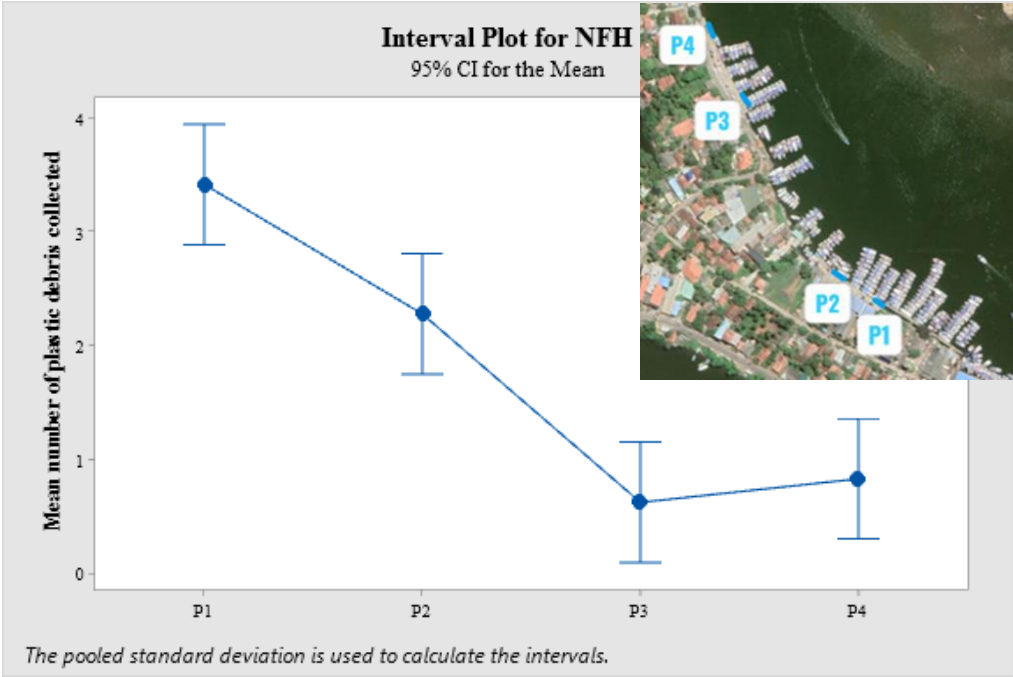 Interval Plot for NFH
95% CI for the Mean
Mean number of plastic debris collected
4
3
2
1
0
P1
P2
P3
P4
P4
P3
P2
P1
The pooled standard deviation is used to calculate the intervals.